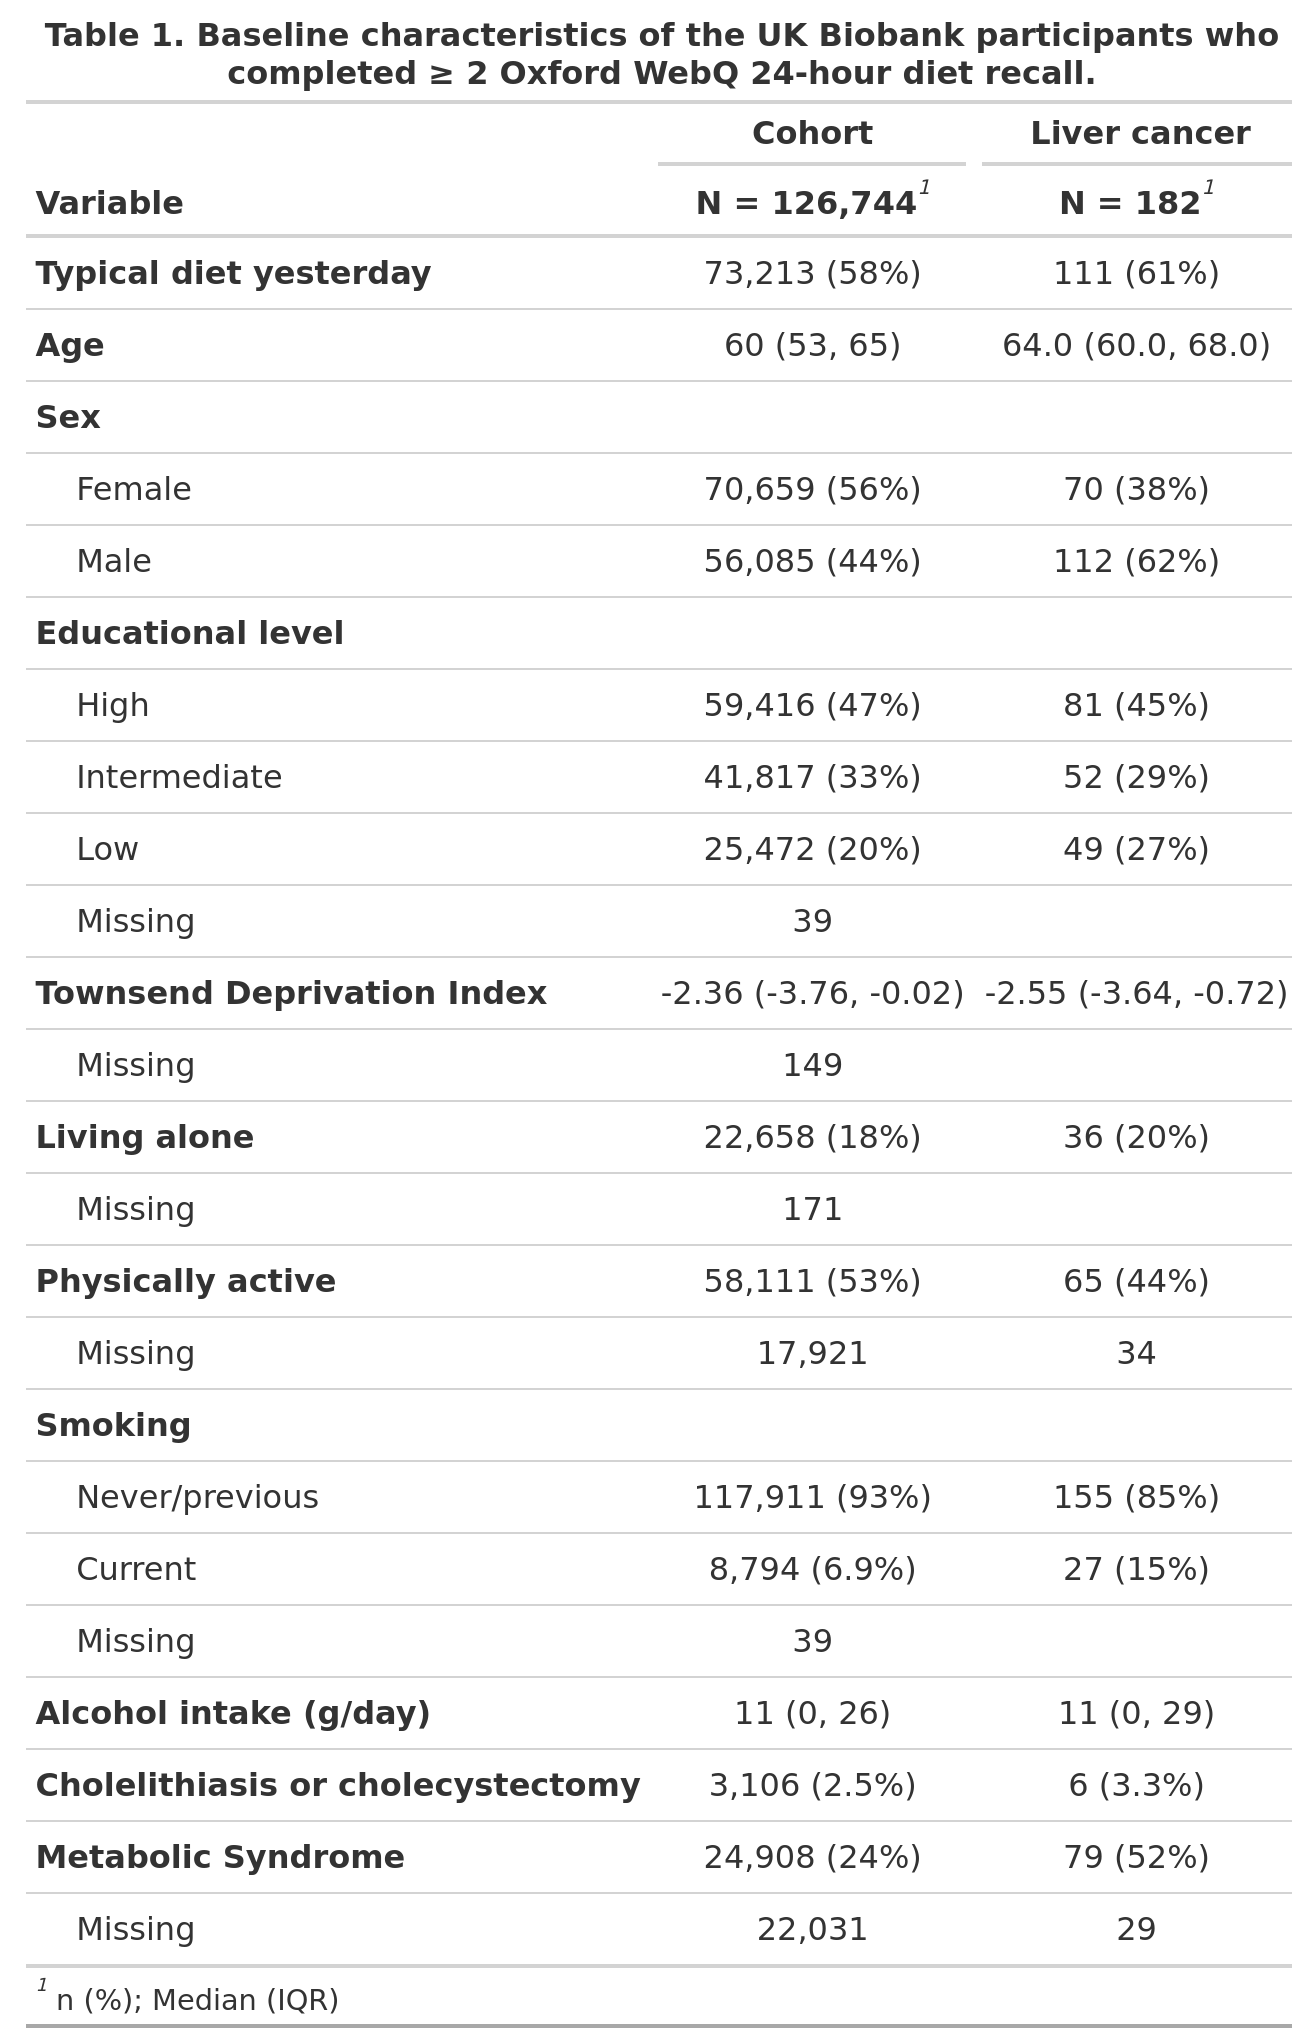 Table 1. Baseline characteristics of the UK Biobank participants who
completed ≥ 2 Oxford WebQ 24-hour diet recall.
Cohort Liver cancer
Variable N = 126,744¹ N = 182¹
Typical diet yesterday 73,213 (58%) 111 (61%)
Age 60 (53, 65) 64.0 (60.0, 68.0)
Sex
Female 70,659 (56%) 70 (38%)
Male 56,085 (44%) 112 (62%)
Educational level
High 59,416 (47%) 81 (45%)
Intermediate 41,817 (33%) 52 (29%)
Low 25,472 (20%) 49 (27%)
Missing 39
Townsend Deprivation Index -2.36 (-3.76, -0.02) -2.55 (-3.64, -0.72)
Missing 149
Living alone 22,658 (18%) 36 (20%)
Missing 171
Physically active 58,111 (53%) 65 (44%)
Missing 17,921 34
Smoking
Never/previous 117,911 (93%) 155 (85%)
Current 8,794 (6.9%) 27 (15%)
Missing 39
Alcohol intake (g/day) 11 (0, 26) 11 (0, 29)
Cholelithiasis or cholecystectomy 3,106 (2.5%) 6 (3.3%)
Metabolic Syndrome 24,908 (24%) 79 (52%)
Missing 22,031 29
¹ n (%); Median (IQR)